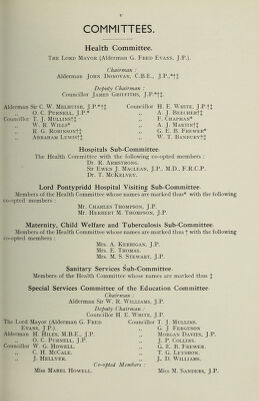 v
COMMITTEES.
Health Committee.
THE LORD MAYOR (Alderman G. FRED EVANS, J.P.).
Chairman :
Alderman JOHN DONOVAN, C.B.E., J.P.,*†‡
Deputy Chairman :
Councillor JAMES GRIFFITHS, J.P.*†‡.
Alderman Sir C. W. MELHUISH, J.P.*†‡
„ O. C. PURNELL, J.P.*
Councillor T. J. MULLINS†‡
„ W. R. WILLS*
„ R. G. ROBINSON†‡
„ ABRAHAM LEWIS†‡
Councillor H. E. WHITE, J.P.†‡
„ A. J. BEECHER†‡
„ F. CHAPMAN*
„ A. J. MARTIN†‡
„ G. E. B. FREWER*
„ W. T. BANBURY†‡
Hospitals Sub-Committee.
The Health Committee with the following co-opted members :
Dr. R. ARMSTRONG.
Sir EWEN J. MACLEAN, J.P., M.D., F.R.C.P.
Dr. T. MCKELVEY.
Lord Pontypridd Hospital Visiting Sub-Committee.
Members of the Health Committee whose names are marked thus* with the following
co-opted members :
Mr. CHARLES THOMPSON, J.P.
Mr. HERBERT M. THOMPSON, J.P.
Maternity, Child Welfare and Tuberculosis Sub-Committee.
Members of the Health Committee whose names are marked thus † with the following
co-opted members :
Mrs. A. KERRIGAN, J.P.
Mrs. EMS, J.P.
Mrs. M. S. STEWART, J.P.
Sanitary Services Sub-Committee.
Members of the Health Committee whose names are marked thus ‡
Special Services Committee of the Education Committee.
Chairman :
Alderman Sir W. R. WILLIAMS, J.P.
Deputy Chairman :
Councillor H. E. WHITE, J.P.
The Lord Mayor (Alderman G. FRED
EVANS, J.P.).
Alderman H. HILES, M.B.E., J.P.
„ O. C. PURNELL, J.P.
Councillor W. G. HOWELL.
„ C. H. MCCALE.
„ J. HELLYER.
Councillor T. J. MULLINS.
„ G. J. FERGUSON
„ MORGAN DAVIES, J.P.
„ J. P. COLLINS.
„ G. E. B. FREWER.
„ T. G. LEYSHON.
„ J. D. WILLIAMS.
Co-opted Members :
Miss MABEL HOWELL.
Miss M. SANDERS, J.P.